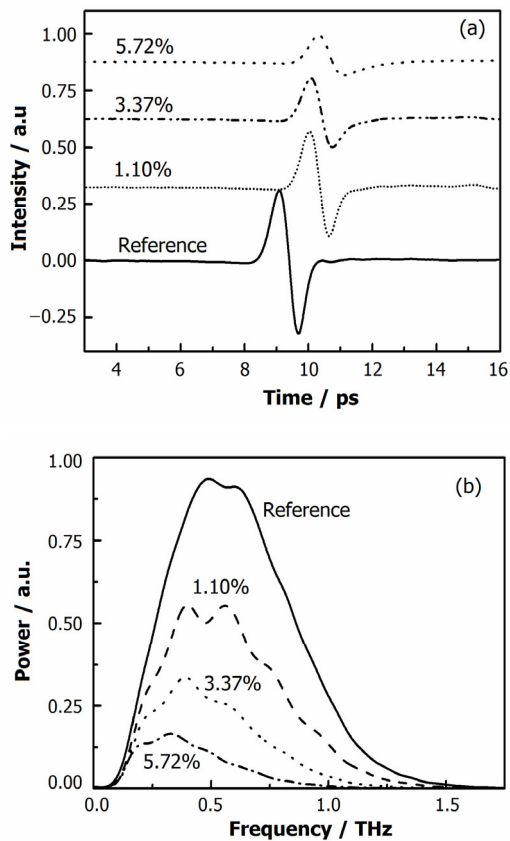 (a)
1.00
0.75
0.50
0.25
0.00
−0.25
Intensity / a.u
5.72%
3.37%
1.10%
Reference
4 6 8 10 12 14 16
Time / ps
(b)
1.00
0.75
0.50
0.25
0.00
Power / a.u.
Reference
1.10%
3.37%
5.72%
0.0 0.5 1.0 1.5
Frequency / THz